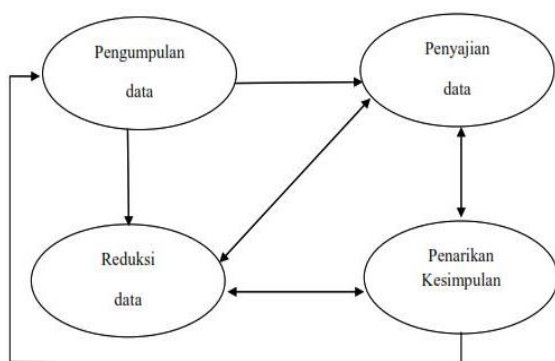 Pengumpulan
data
Penyajian
data
Reduksi
data
Penarikan
Kesimpulan